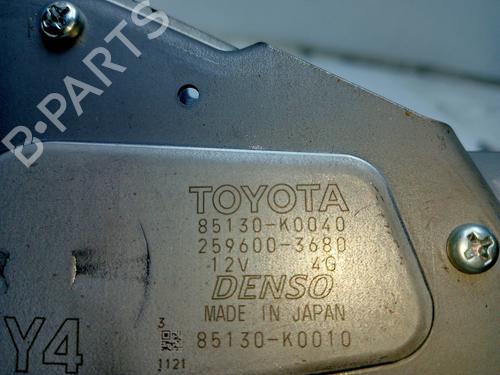 B·PARTS
TOYOTA
85130-K0040
259600-3680
12V 4G
DENSO
MADE IN JAPAN
3
85130-K0010
1121
Y4